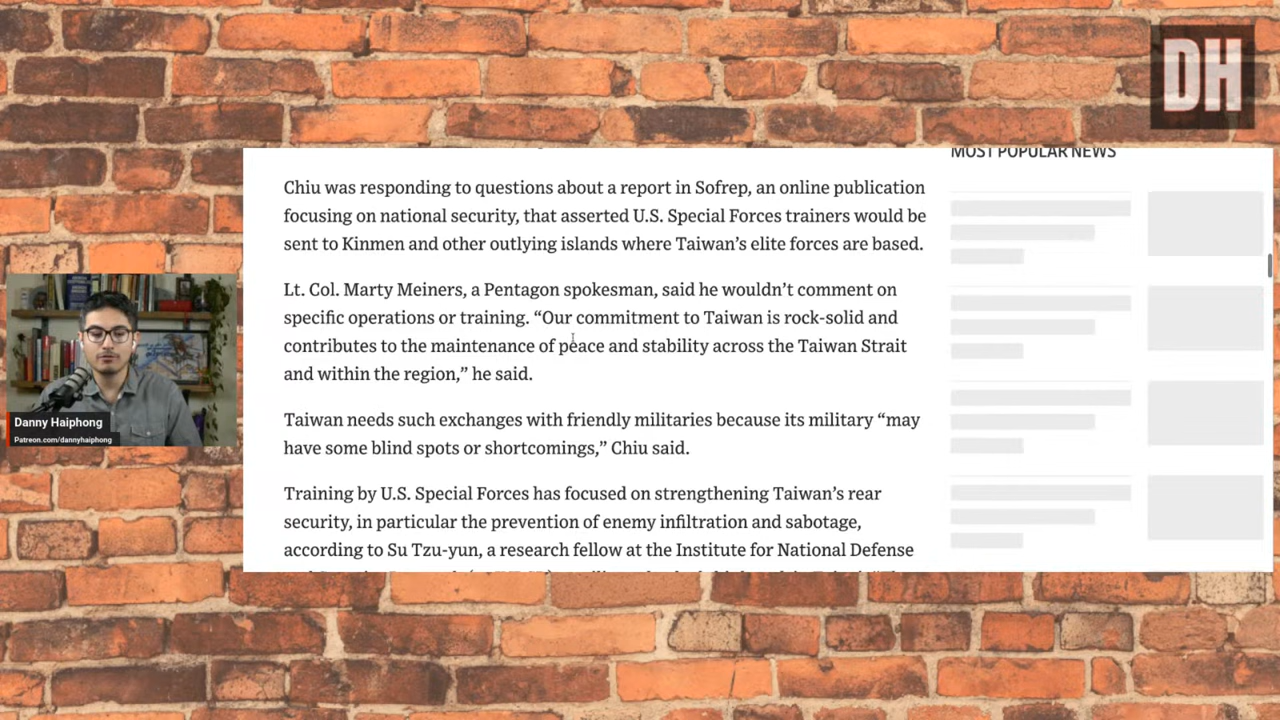 DH
MOST POPULAR NEWS
Chiu was responding to questions about a report in Sofrep, an online publication
focusing on national security, that asserted U.S. Special Forces trainers would be
sent to Kinmen and other outlying islands where Taiwan’s elite forces are based.
Lt. Col. Marty Meiners, a Pentagon spokesman, said he wouldn’t comment on
specific operations or training. “Our commitment to Taiwan is rock-solid and
contributes to the maintenance of peace and stability across the Taiwan Strait
and within the region,” he said.
Taiwan needs such exchanges with friendly militaries because its military “may
have some blind spots or shortcomings,” Chiu said.
Training by U.S. Special Forces has focused on strengthening Taiwan’s rear
security, in particular the prevention of enemy infiltration and sabotage,
according to Su Tzu-yun, a research fellow at the Institute for National Defense
Danny Haiphong
Patreon.com/dannyhaiphong